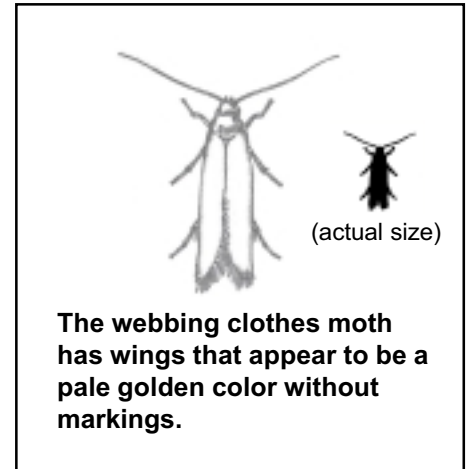 (actual size)
The webbing clothes moth
has wings that appear to be a
pale golden color without
markings.